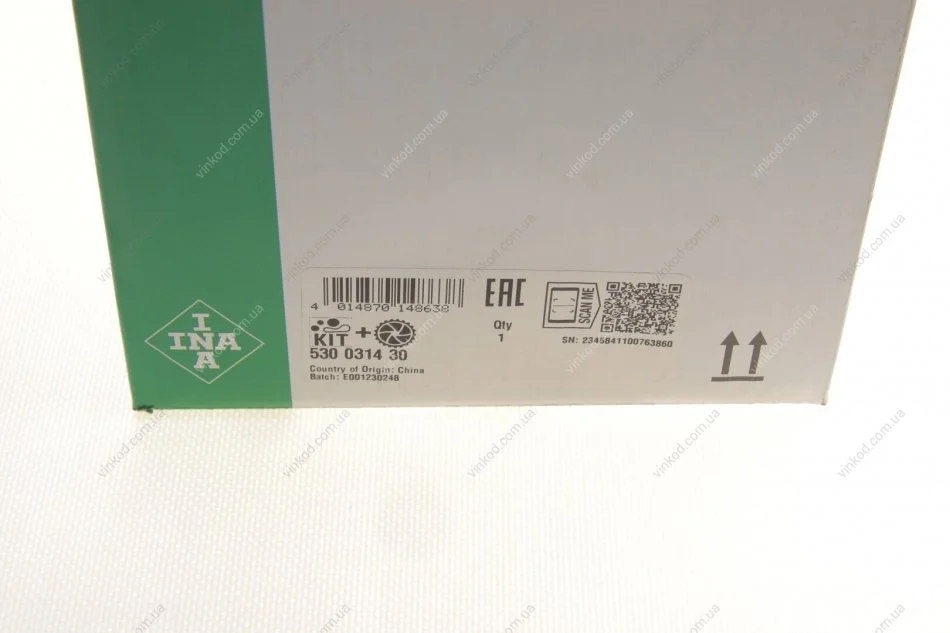 I
INA
A
4 014870 148638
EAC
SCAN ME
KIT +
Qty
1
530 0314 30
SN: 2345841100763860
Country of Origin: China
Batch: E001230248
vinkod.com.ua